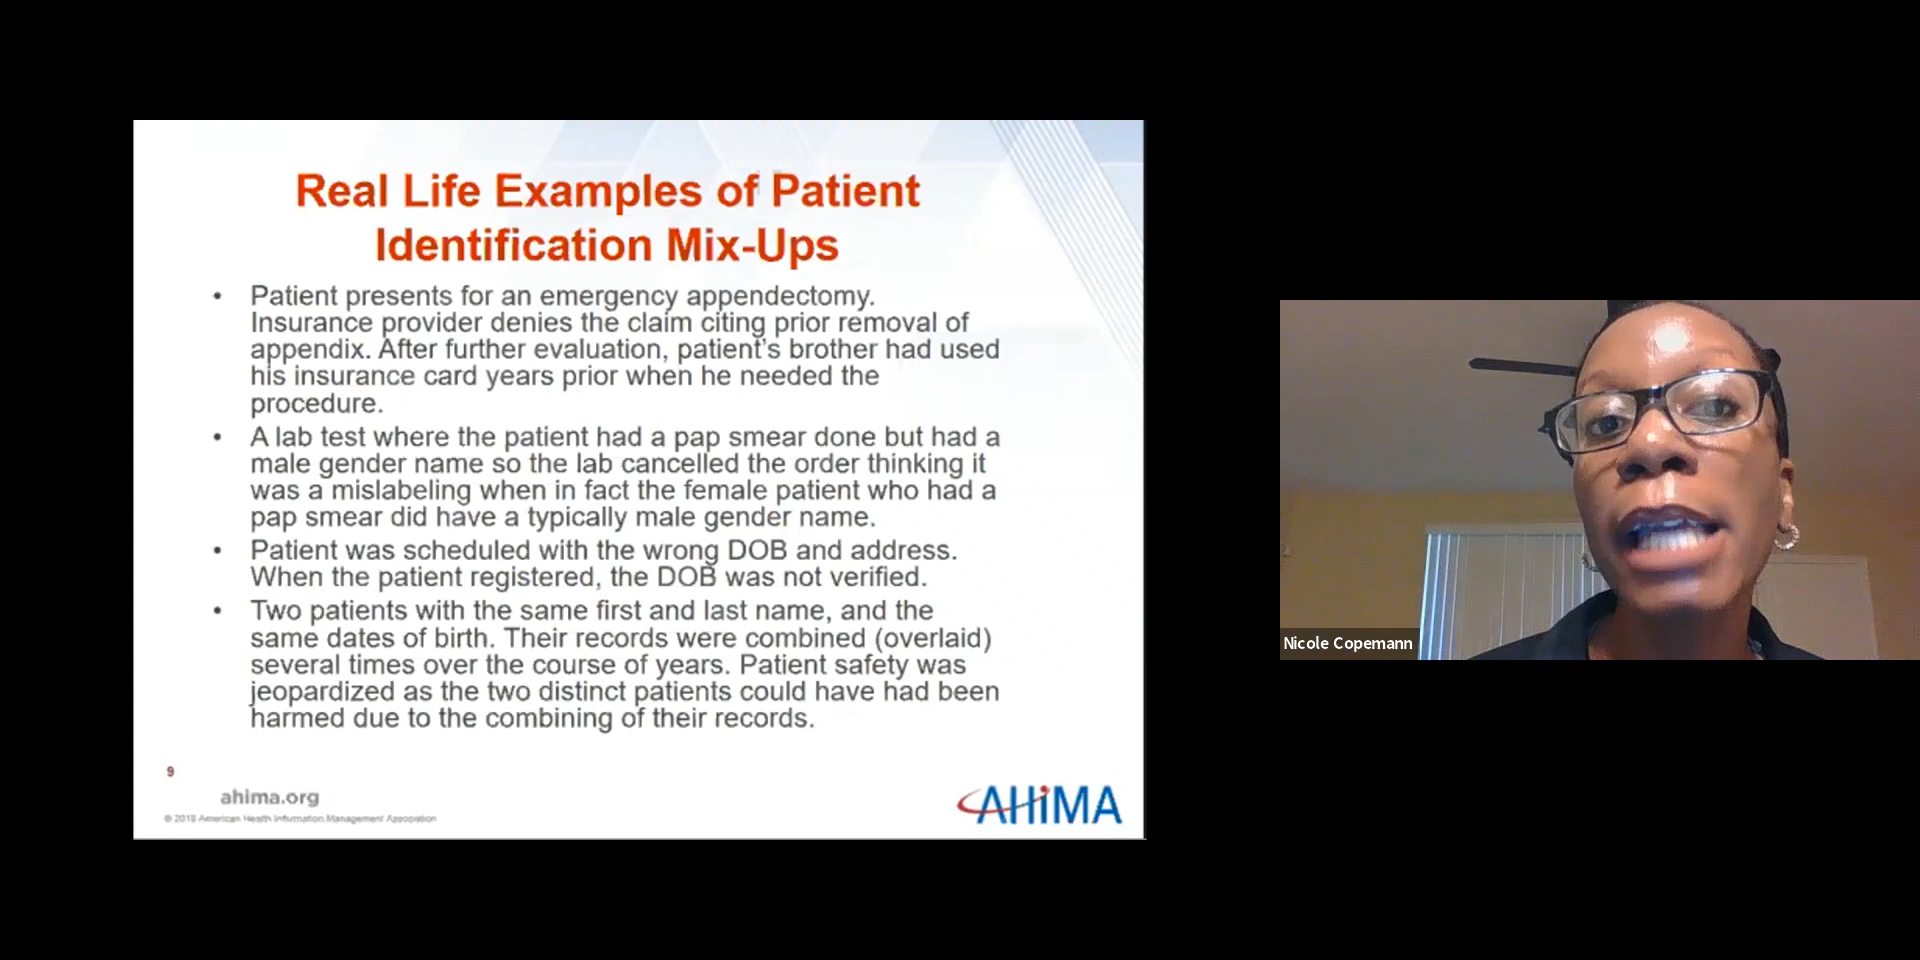 Real Life Examples of Patient
Identification Mix-Ups
• Patient presents for an emergency appendectomy.
Insurance provider denies the claim citing prior removal of
appendix. After further evaluation, patient's brother had used
his insurance card years prior when he needed the
procedure.
• A lab test where the patient had a pap smear done but had a
male gender name so the lab cancelled the order thinking it
was a mislabeling when in fact the female patient who had a
pap smear did have a typically male gender name.
• Patient was scheduled with the wrong DOB and address.
When the patient registered, the DOB was not verified.
• Two patients with the same first and last name, and the
same dates of birth. Their records were combined (overlaid)
several times over the course of years. Patient safety was
jeopardized as the two distinct patients could have had been
harmed due to the combining of their records.
9
ahima.org
© 2018 American Health Information Management Association
AHIMA
Nicole Copemann